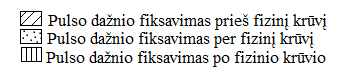 Pulso dažnio fiksavimas prieš fizinį krūvį
Pulso dažnio fiksavimas per fizinį krūvį
Pulso dažnio fiksavimas po fizinio krūvio